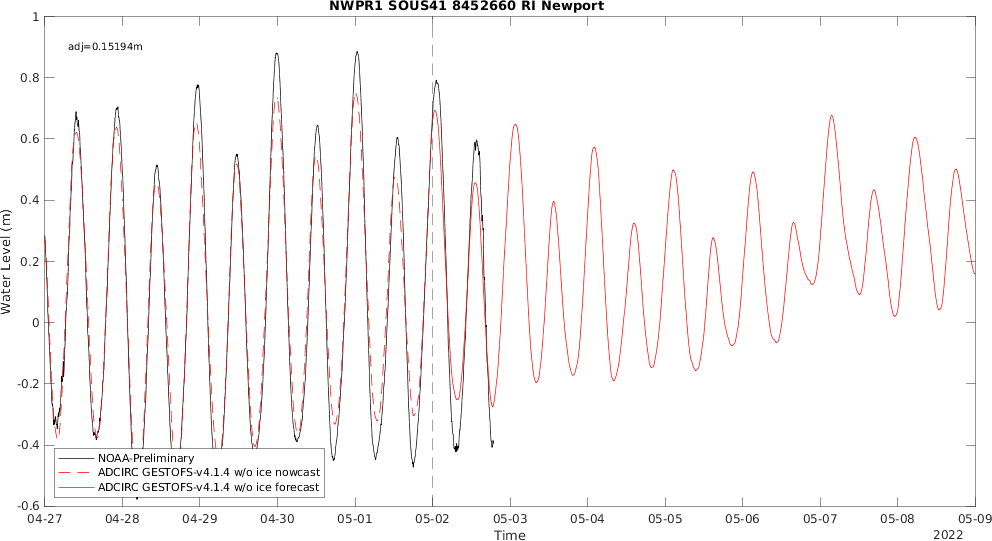 NWPR1 SOUS41 8452660 RI Newport
adj=0.15194m
Water Level (m)
1
0.8
0.6
0.4
0.2
0
-0.2
-0.4
-0.6
NOAA-Preliminary
ADCIRC GESTOFS-v4.1.4 w/o ice nowcast
ADCIRC GESTOFS-v4.1.4 w/o ice forecast
04-27 04-28 04-29 04-30 05-01 05-02 05-03 05-04 05-05 05-06 05-07 05-08 05-09
Time
2022